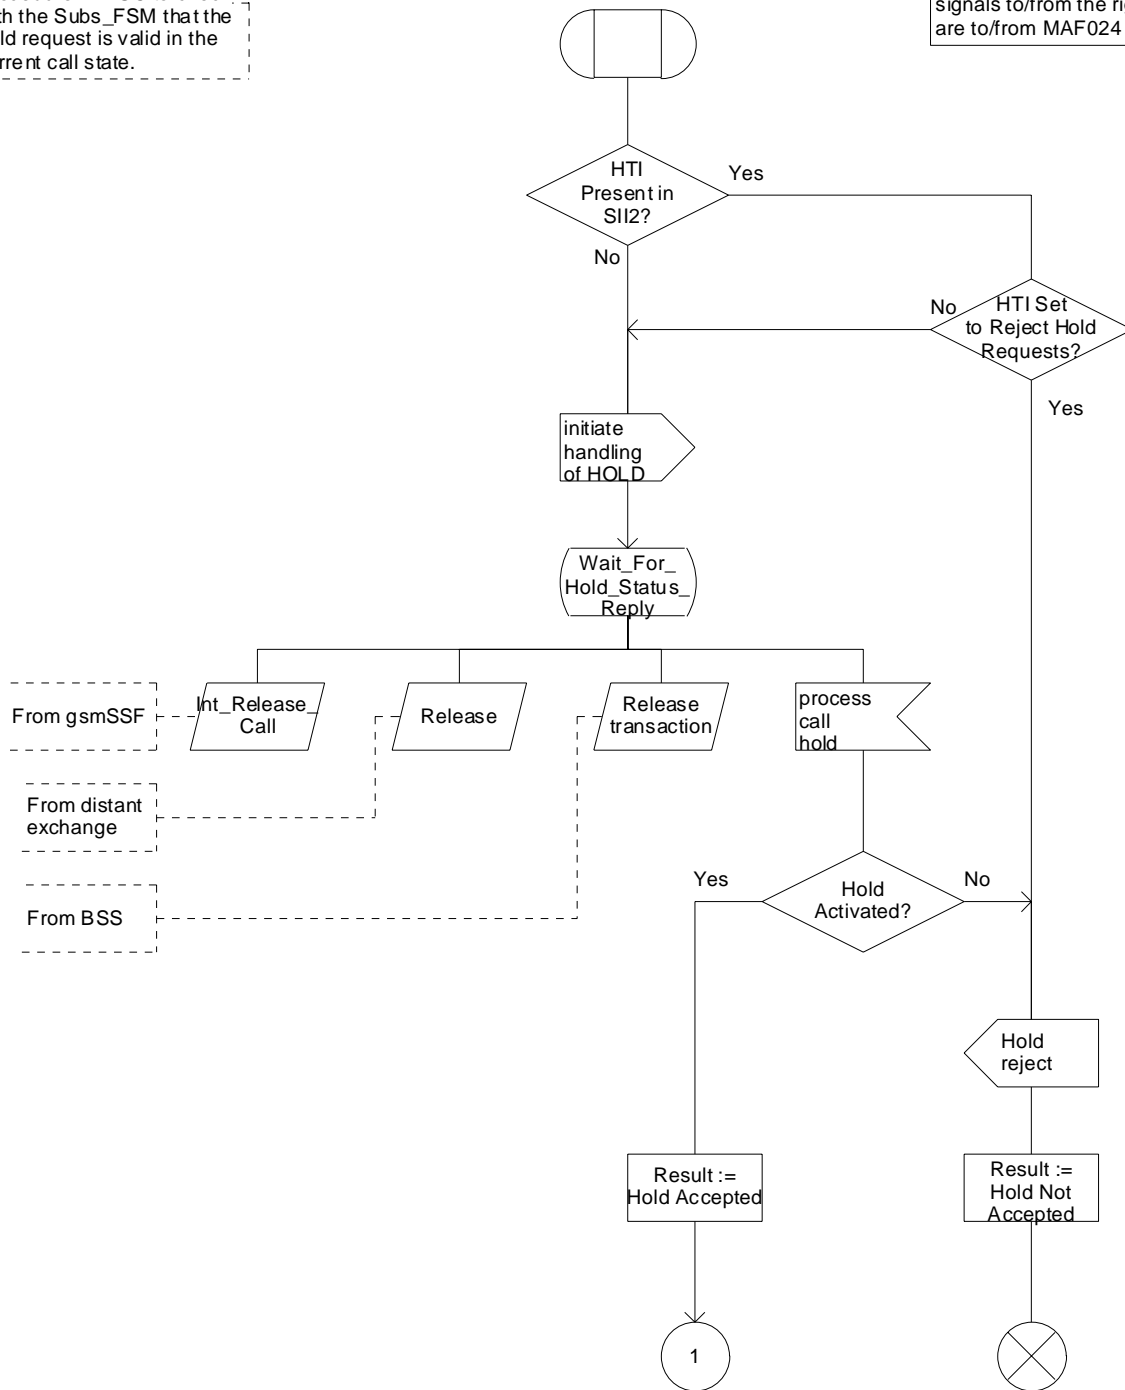 th the Subs_FSM that the
ld request is valid in the
rrent call state.
signals to/from the ri
are to/from MAF024
HTI
Present in
SII2?
Yes
No
No
HTI Set
to Reject Hold
Requests?
Yes
initiate
handling
of HOLD
Wait_For_
Hold_Status_
Reply
From gsmSSF
Int_Release_
Call
Release
Release
transaction
process
call
hold
From distant
exchange
From BSS
Yes
Hold
Activated?
No
Hold
reject
Result :=
Hold Accepted
Result :=
Hold Not
Accepted
1